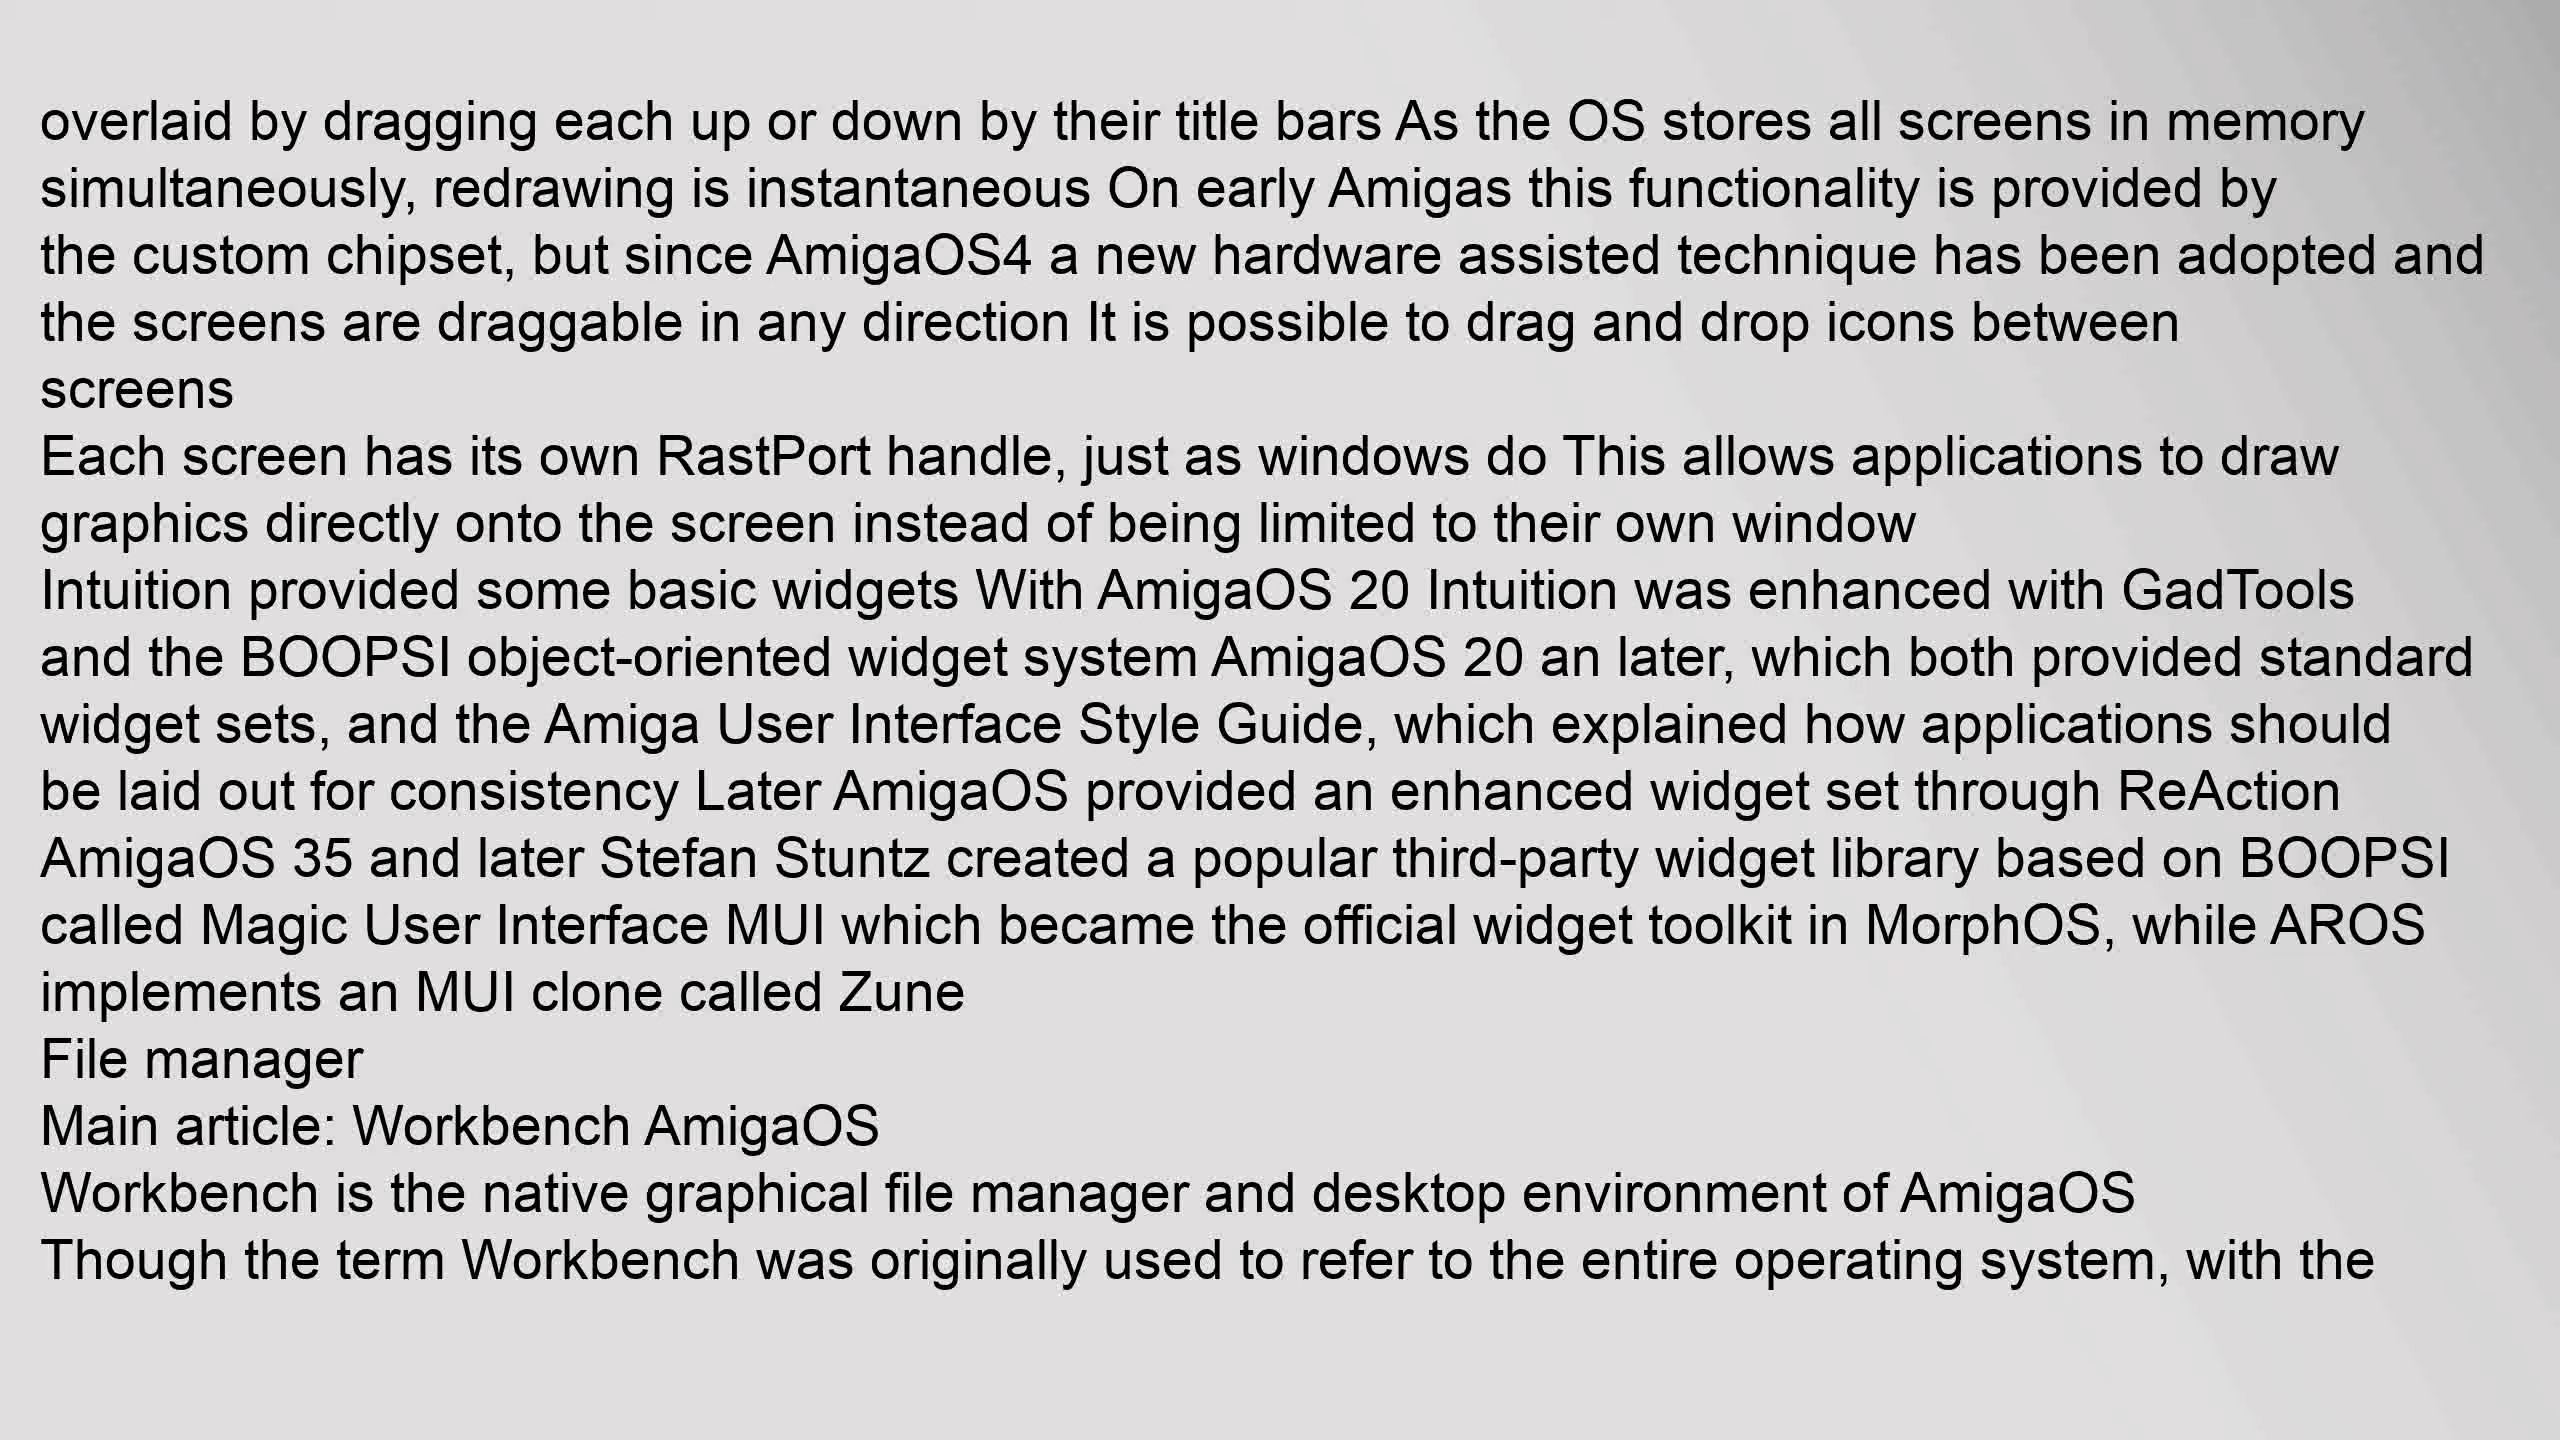 overlaid by dragging each up or down by their title bars As the OS stores all screens in memory
simultaneously, redrawing is instantaneous On early Amigas this functionality is provided by
the custom chipset, but since AmigaOS4 a new hardware assisted technique has been adopted and
the screens are draggable in any direction It is possible to drag and drop icons between
screens
Each screen has its own RastPort handle, just as windows do This allows applications to draw
graphics directly onto the screen instead of being limited to their own window
Intuition provided some basic widgets With AmigaOS 20 Intuition was enhanced with GadTools
and the BOOPSI object-oriented widget system AmigaOS 20 an later, which both provided standard
widget sets, and the Amiga User Interface Style Guide, which explained how applications should
be laid out for consistency Later AmigaOS provided an enhanced widget set through ReAction
AmigaOS 35 and later Stefan Stuntz created a popular third-party widget library based on BOOPSI
called Magic User Interface MUI which became the official widget toolkit in MorphOS, while AROS
implements an MUI clone called Zune
File manager
Main article: Workbench AmigaOS
Workbench is the native graphical file manager and desktop environment of AmigaOS
Though the term Workbench was originally used to refer to the entire operating system, with the